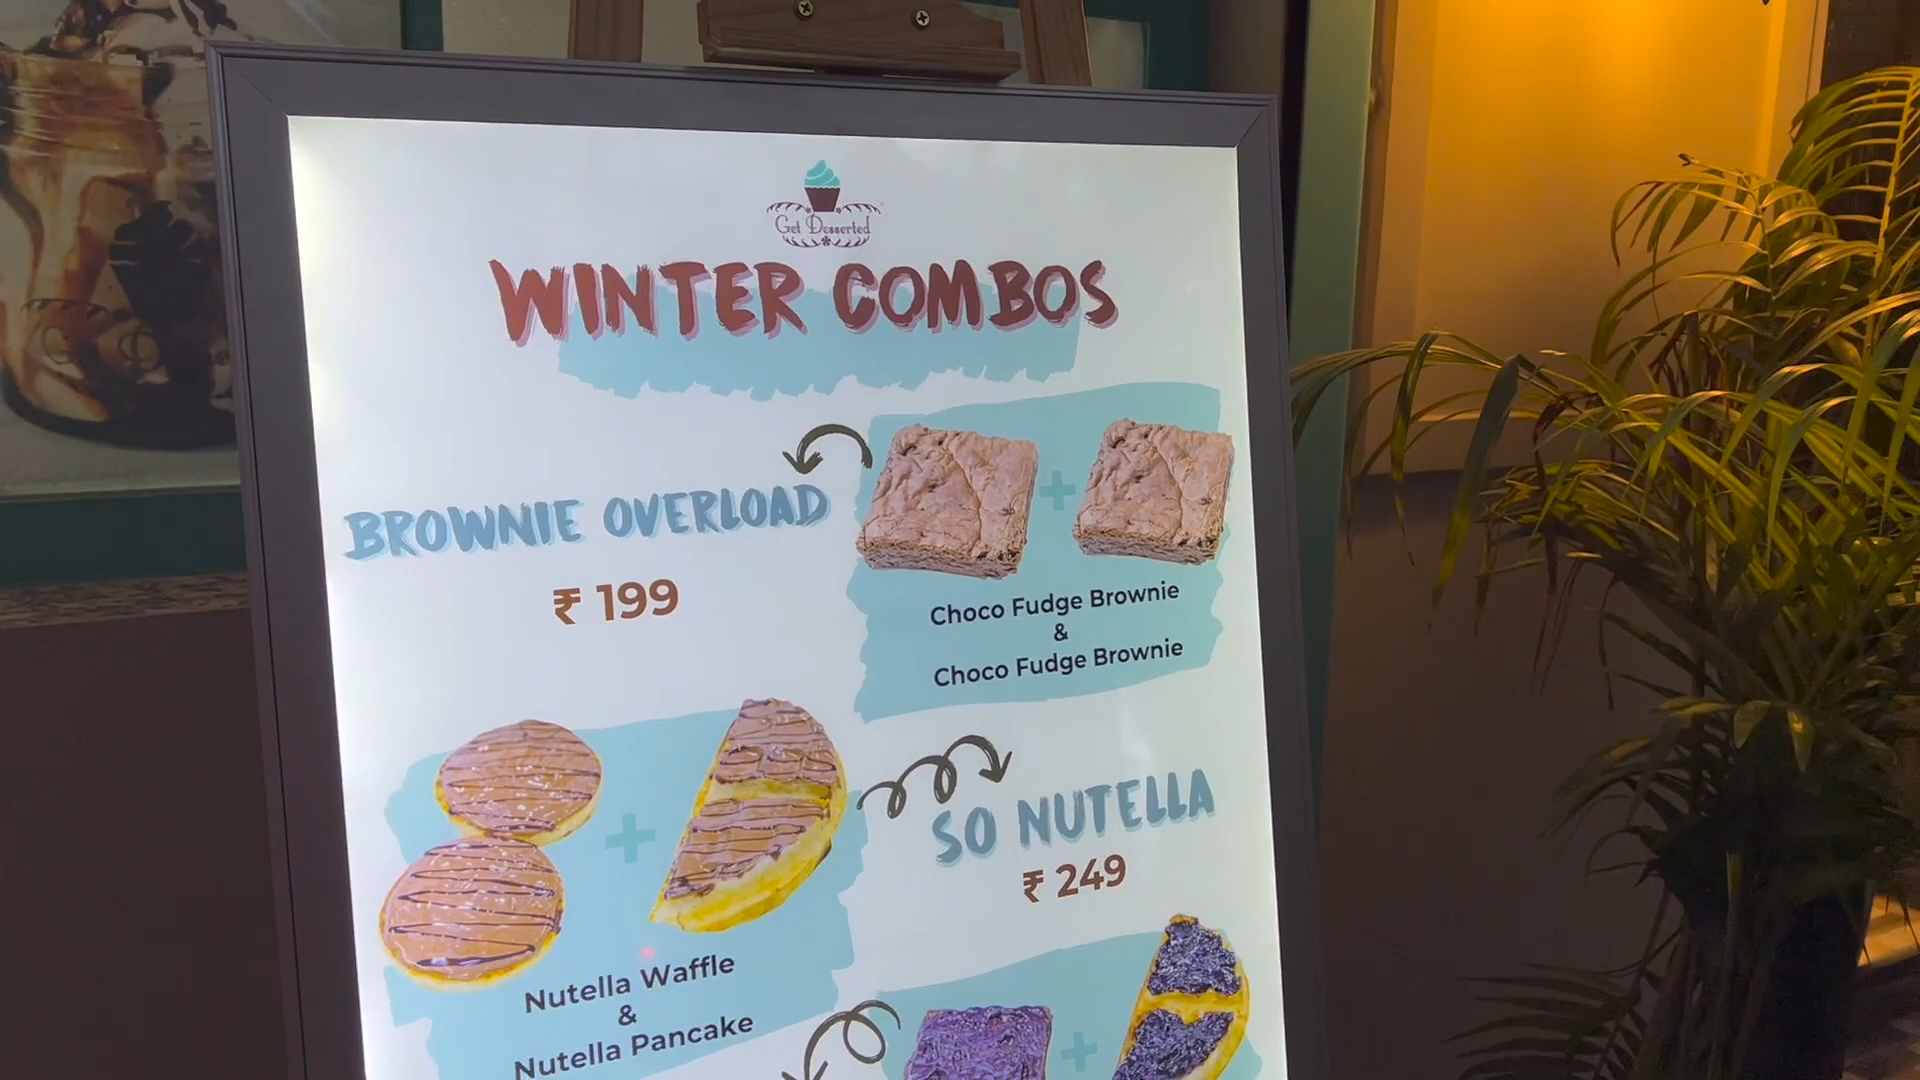 Get Desserted
WINTER COMBOS
BROWNIE OVERLOAD
₹ 199
Choco Fudge Brownie
&
Choco Fudge Brownie
SO NUTELLA
₹ 249
Nutella Waffle
&
Nutella Pancake